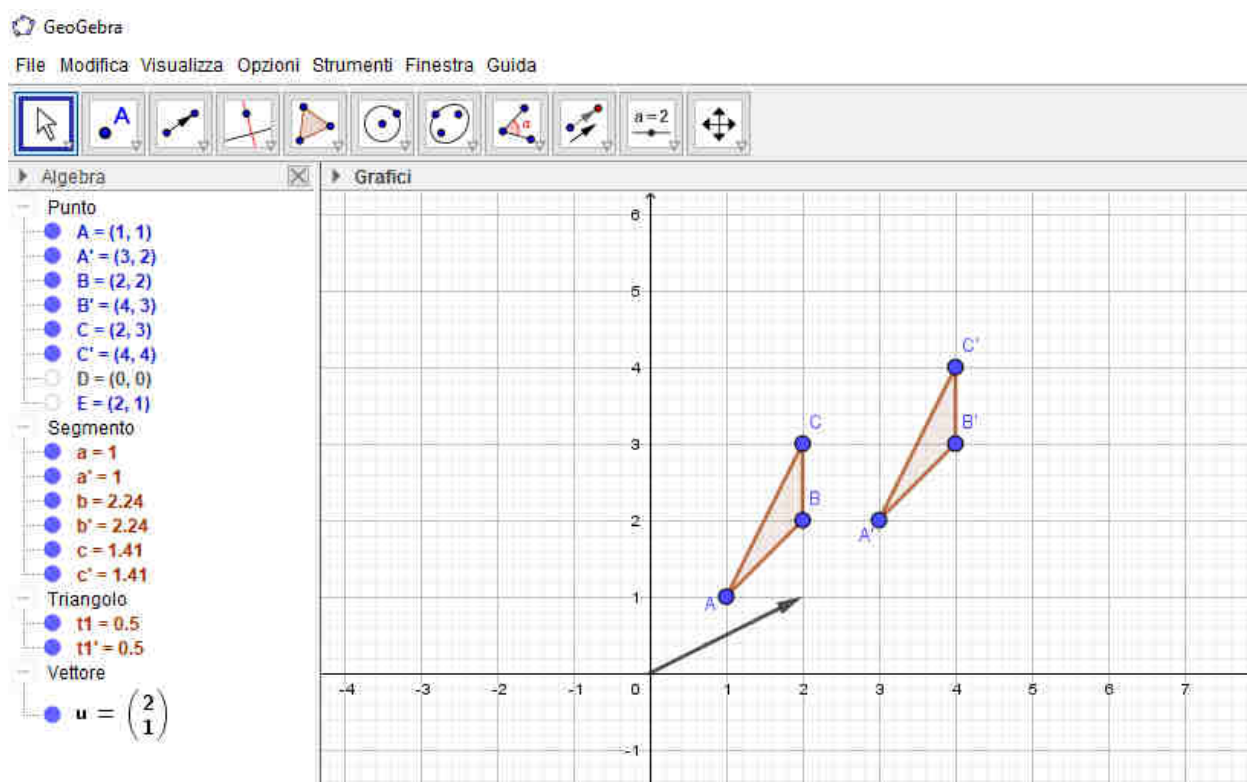 GeoGebra
File Modifica Visualizza Opzioni Strumenti Finestra Guida
A
α
a=2
Algebra
Grafici
Punto
A = (1, 1)
A' = (3, 2)
B = (2, 2)
B' = (4, 3)
C = (2, 3)
C' = (4, 4)
D = (0, 0)
E = (2, 1)
Segmento
a = 1
a' = 1
b = 2.24
b' = 2.24
c = 1.41
c' = 1.41
Triangolo
t1 = 0.5
t1' = 0.5
Vettore
u = (2
1)
6
5
C'
4
C
B'
3
B
2
A'
1
A
-4 -3 -2 -1 0 1 2 3 4 5 6 7
-1